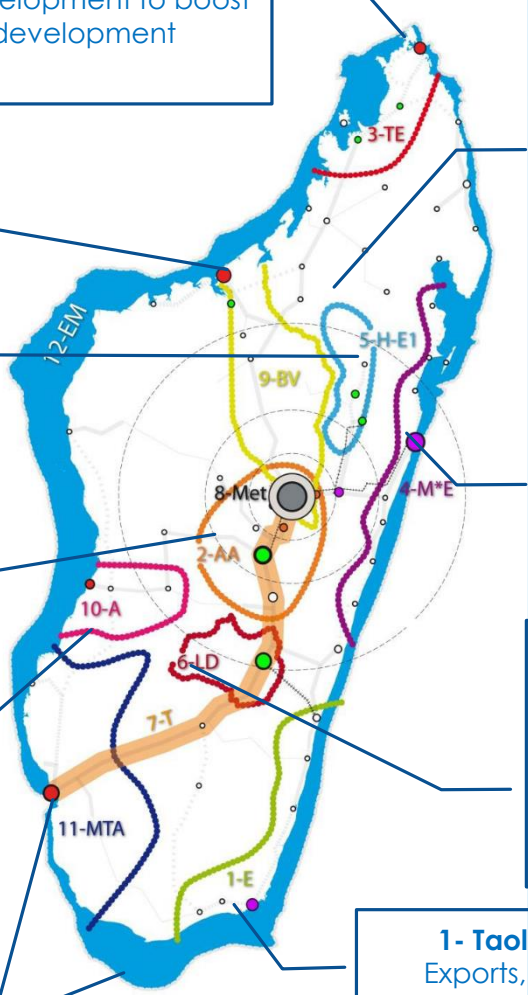 elopment to boost
development
3-TE
12-EM
5-H-E1
9-BV
8-Met
4-M*E
2-AA
10-A
6-LD
7-T
11-MTA
1-E
1- Taol
Exports,